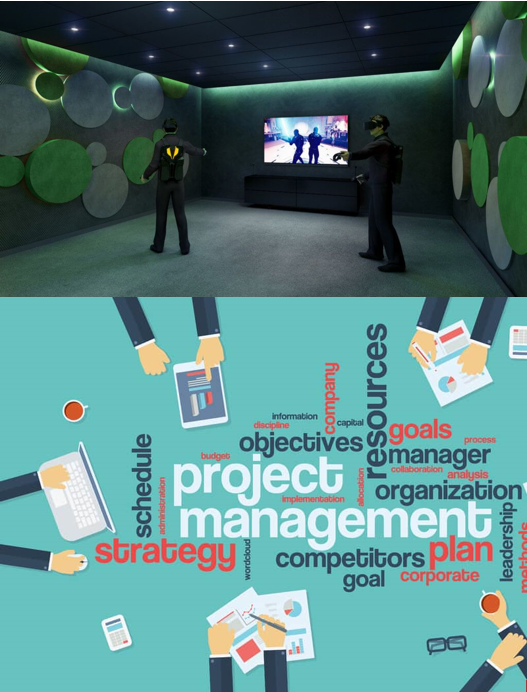 resources
company
information
capital
discipline
goals
process
objectives
manager
schedule
budget
collaboration
project
analysis
administration
implementation
allocation
organization
management
leadership
methods
strategy
wordcloud
competitors
plan
goal
corporate